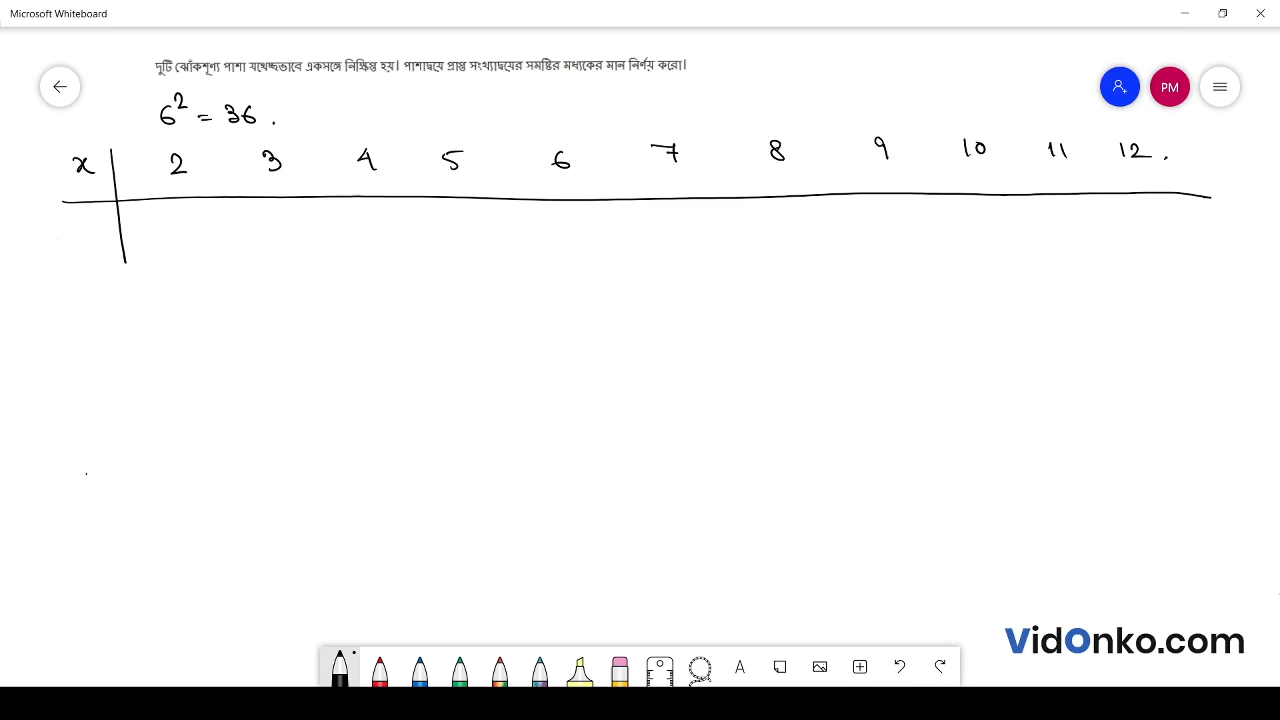 Microsoft Whiteboard
দুটি ঝোঁকশূণ্য পাশা যথেচ্ছভাবে একসঙ্গে নিক্ষিপ্ত হয়। পাশাদ্বয়ে প্রাপ্ত সংখ্যাদ্বয়ের সমষ্টির মধ্যকের মান নির্ণয় করো।
PM
6² = 36 .
x 2 3 4 5 6 7 8 9 10 11 12 .
VidOnko.com
A